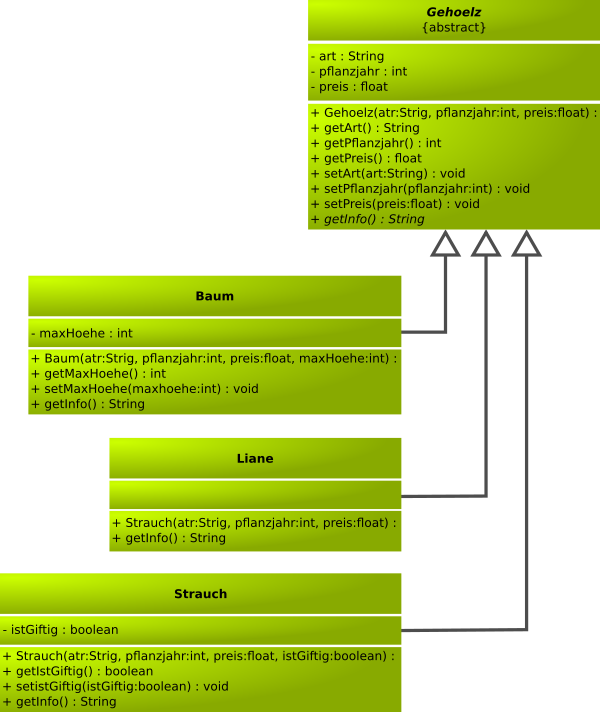 Gehoelz
{abstract}
- art : String
- pflanzjahr : int
- preis : float
+ Gehoelz(atr:Strig, pflanzjahr:int, preis:float) :
+ getArt() : String
+ getPflanzjahr() : int
+ getPreis() : float
+ setArt(art:String) : void
+ setPflanzjahr(pflanzjahr:int) : void
+ setPreis(preis:float) : void
+ getInfo() : String
Baum
- maxHoehe : int
+ Baum(atr:Strig, pflanzjahr:int, preis:float, maxHoehe:int) :
+ getMaxHoehe() : int
+ setMaxHoehe(maxhoehe:int) : void
+ getInfo() : String
Liane
+ Strauch(atr:Strig, pflanzjahr:int, preis:float) :
+ getInfo() : String
Strauch
- istGiftig : boolean
+ Strauch(atr:Strig, pflanzjahr:int, preis:float, istGiftig:boolean) :
+ getIstGiftig() : boolean
+ setistGiftig(istGiftig:boolean) : void
+ getInfo() : String